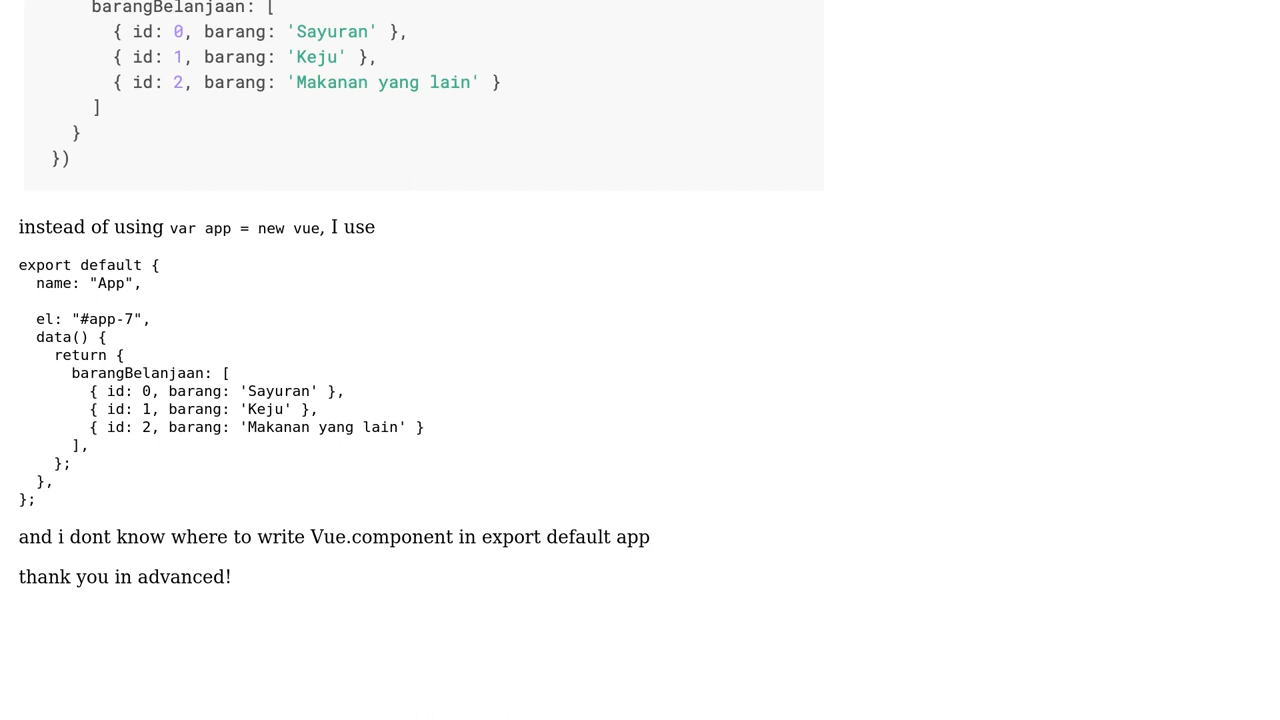 barangBelanjaan: [
{ id: 0, barang: 'Sayuran' },
{ id: 1, barang: 'Keju' },
{ id: 2, barang: 'Makanan yang lain' }
]
}
})
instead of using var app = new vue, I use
export default {
name: "App",
el: "#app-7",
data() {
return {
barangBelanjaan: [
{ id: 0, barang: 'Sayuran' },
{ id: 1, barang: 'Keju' },
{ id: 2, barang: 'Makanan yang lain' }
],
};
},
};
and i dont know where to write Vue.component in export default app
thank you in advanced!